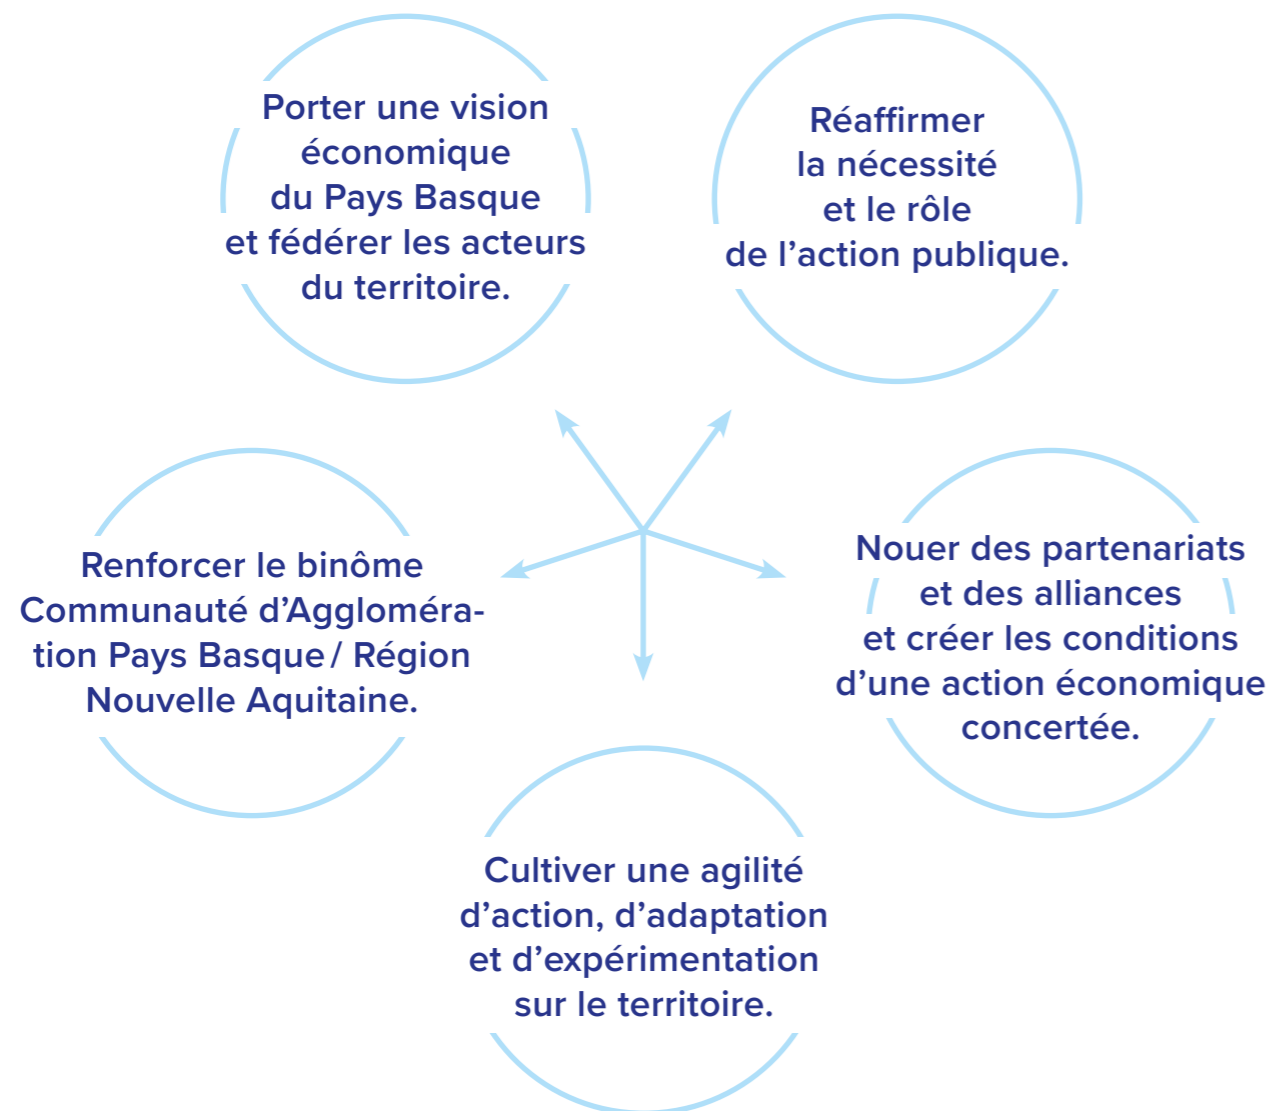 Porter une vision
économique
du Pays Basque
et fédérer les acteurs
du territoire.
Réaffirmer
la nécessité
et le rôle
de l’action publique.
Renforcer le binôme
Communauté d’Aggloméra-
tion Pays Basque / Région
Nouvelle Aquitaine.
Nouer des partenariats
et des alliances
et créer les conditions
d’une action économique
concertée.
Cultiver une agilité
d’action, d’adaptation
et d’expérimentation
sur le territoire.